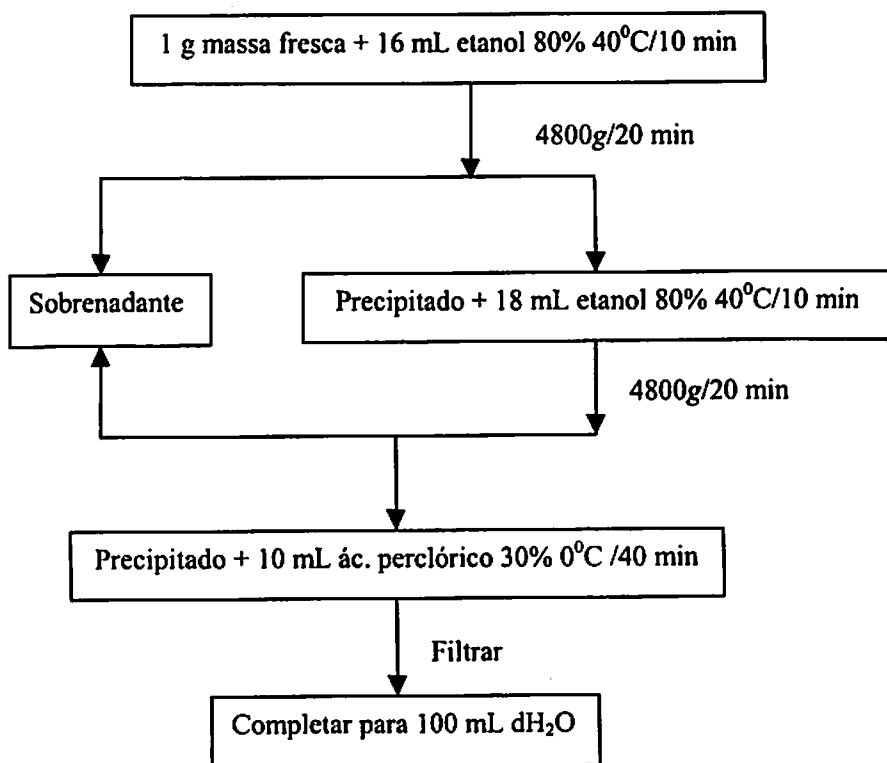 1 g massa fresca + 16 mL etanol 80% 40⁰C/10 min
4800g/20 min
Sobrenadante
Precipitado + 18 mL etanol 80% 40⁰C/10 min
4800g/20 min
Precipitado + 10 mL ác. perclórico 30% 0⁰C /40 min
Filtrar
Completar para 100 mL dH₂O